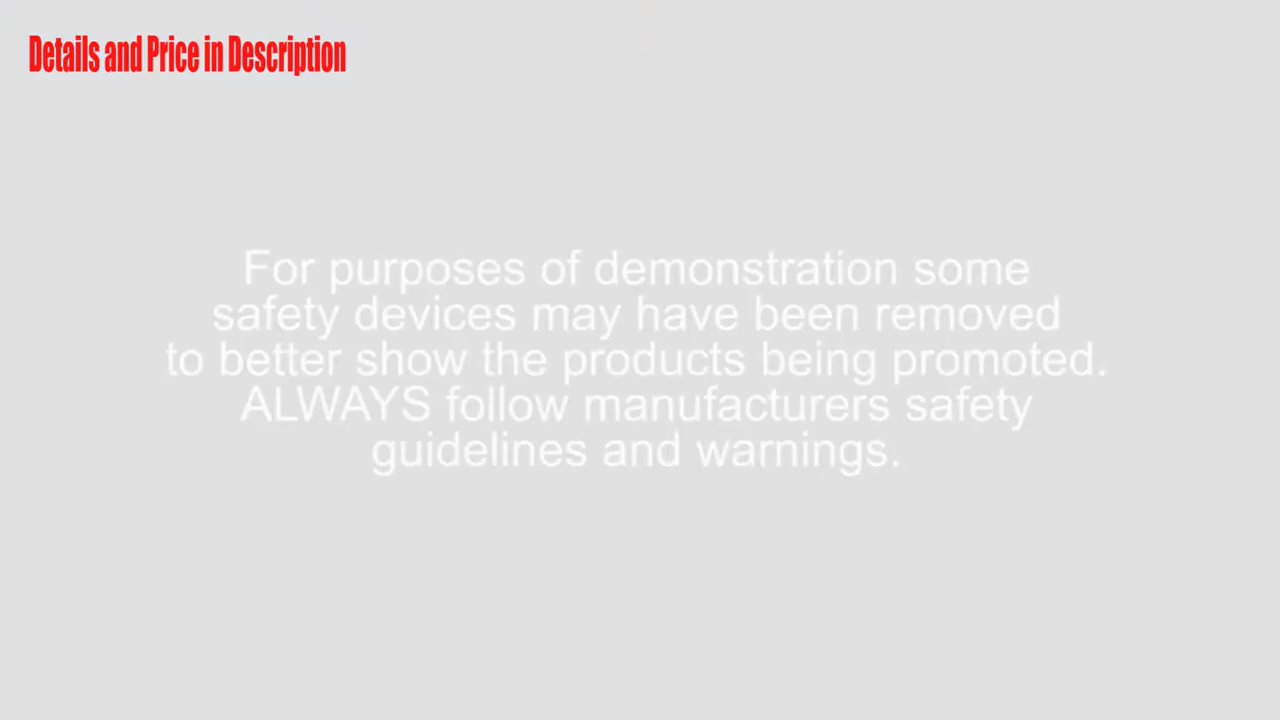 Details and Price in Description
For purposes of demonstration some
safety devices may have been removed
to better show the products being promoted.
ALWAYS follow manufacturers safety
guidelines and warnings.